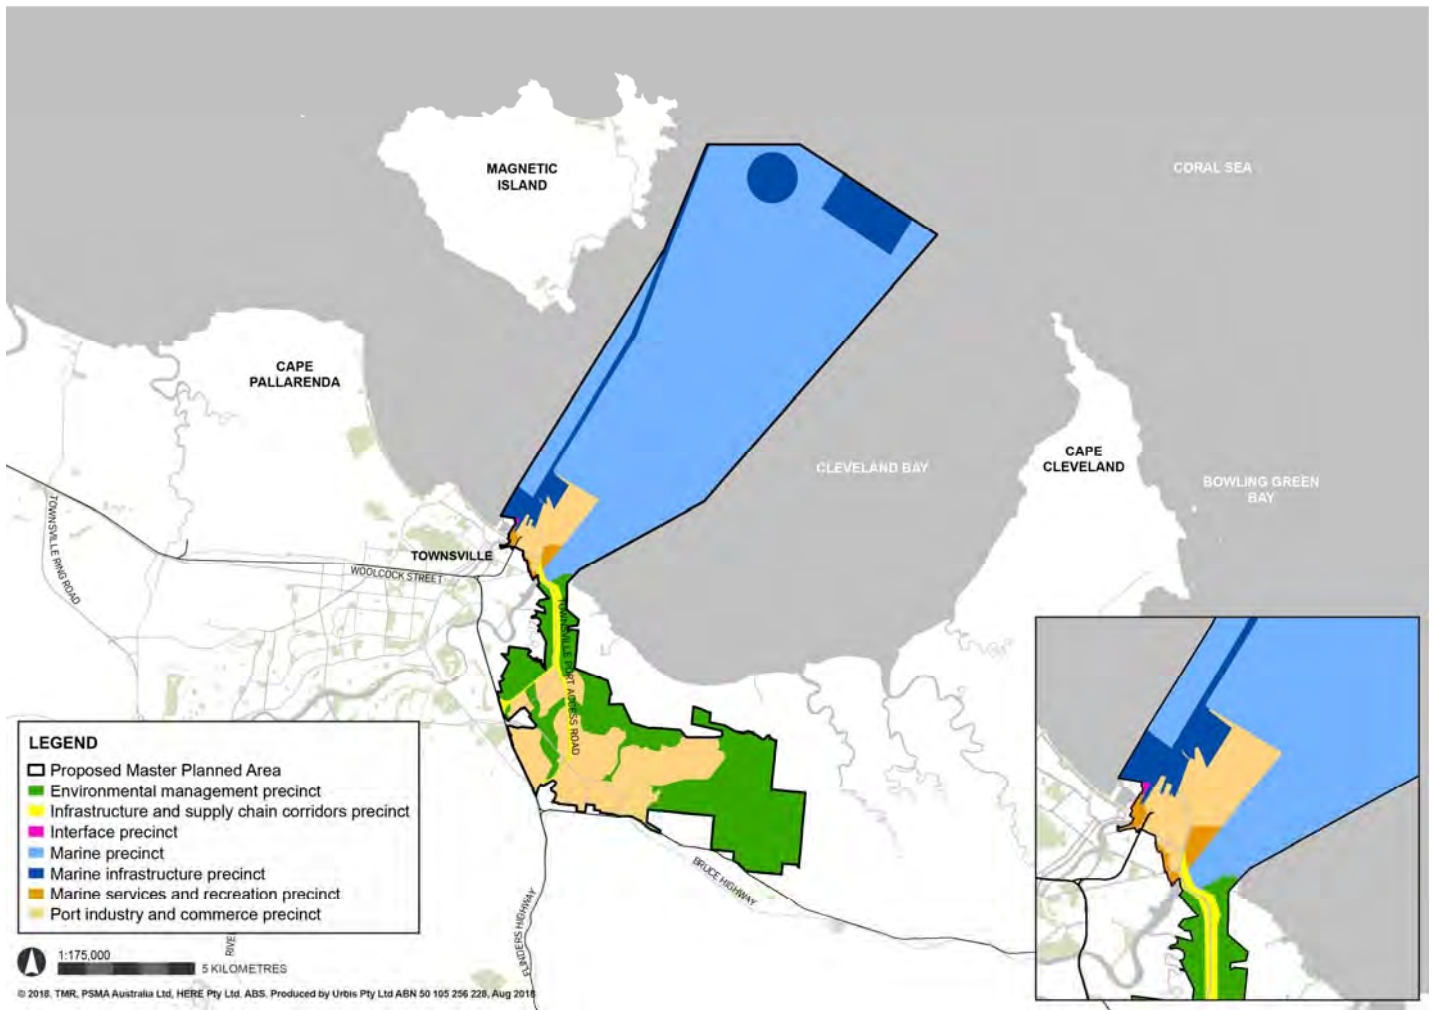 MAGNETIC
ISLAND
CORAL SEA
CAPE
PALLARENDA
CLEVELAND BAY
CAPE
CLEVELAND
BOWLING GREEN
BAY
TOWNSVILLE RING ROAD
TOWNSVILLE
WOOLCOCK STREET
TOWNSVILLE PORT ACCESS ROAD
BRUCE HIGHWAY
FLINDERS HIGHWAY
LEGEND
Proposed Master Planned Area
Environmental management precinct
Infrastructure and supply chain corridors precinct
Interface precinct
Marine precinct
Marine infrastructure precinct
Marine services and recreation precinct
Port industry and commerce precinct
RIVE
1:175,000
5 KILOMETRES
© 2018. TMR, PSMA Australia Ltd, HERE Pty Ltd. ABS. Produced by Urbis Pty Ltd ABN 50 105 256 228, Aug 2018